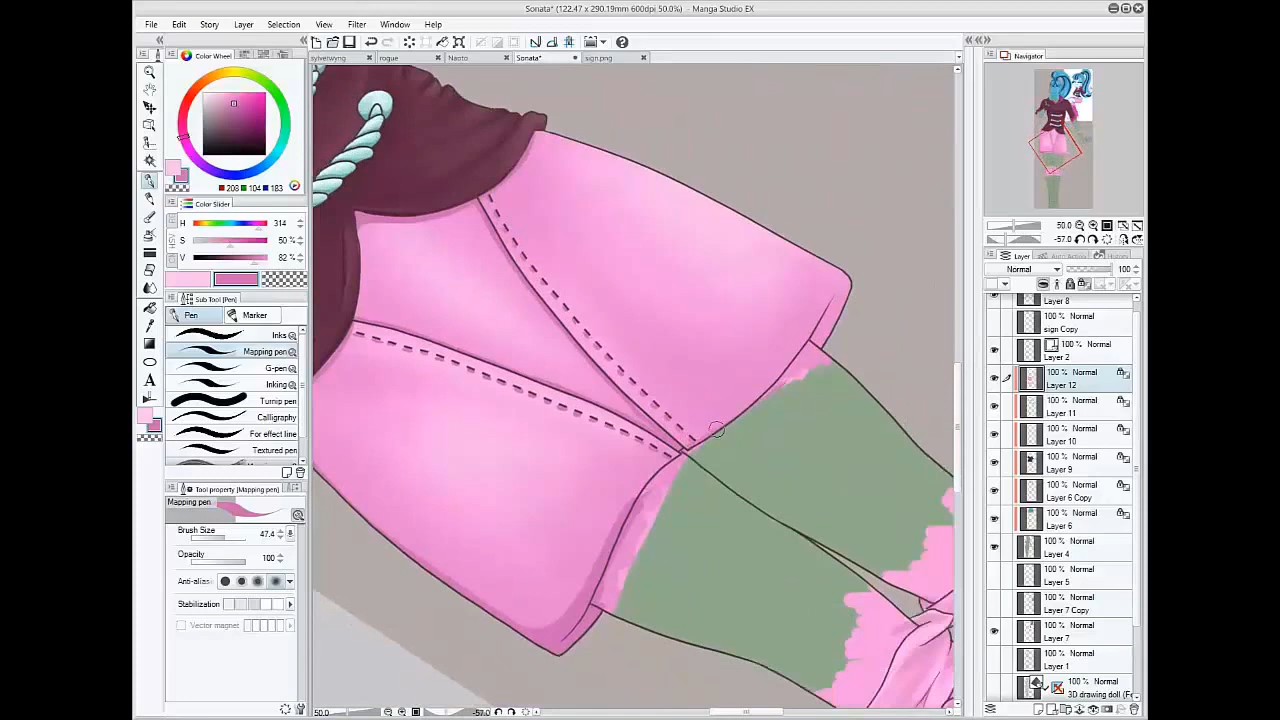 Sonata* (122.47 x 290.19mm 600dpi 50.0%) - Manga Studio EX
File Edit Story Layer Selection View Filter Window Help
sylverwyng rogue Naoto Sonata* sign.png
Color Wheel
208 104 183
Color Slider
H 314
S 50 %
V 82 %
Sub Tool [Pen]
Pen Marker
Inks
Mapping pen
G-pen
Inking
Turnip pen
Calligraphy
For effect line
Textured pen
Tool property [Mapping pen]
Mapping pen
Brush Size 47.4
Opacity 100
Anti-alias
Stabilization
Vector magnet
50.0 -57.0
Navigator
50.0
-57.0
Layer
Normal 100
Layer 8
100 % Normal
sign Copy
100 % Normal
Layer 2
100 % Normal
Layer 12
100 % Normal
Layer 11
100 % Normal
Layer 10
100 % Normal
Layer 9
100 % Normal
Layer 6 Copy
100 % Normal
Layer 6
100 % Normal
Layer 4
100 % Normal
Layer 5
100 % Normal
Layer 7 Copy
100 % Normal
Layer 7
100 % Normal
Layer 1
100 % Normal
3D drawing doll (Fe